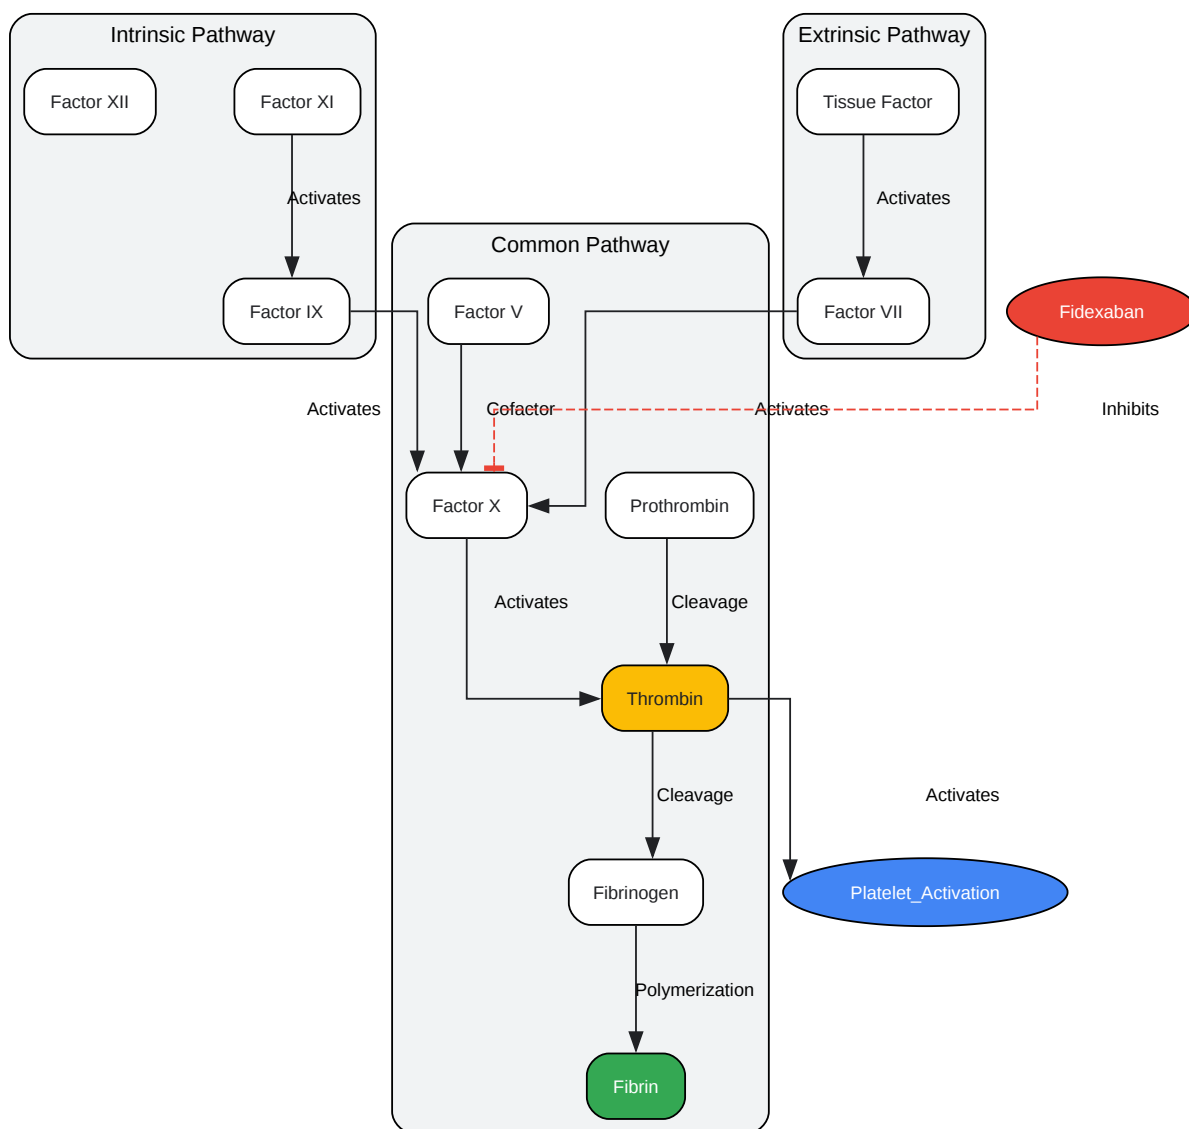 Intrinsic Pathway
Extrinsic Pathway
Factor XII
Factor XI
Tissue Factor
Activates
Activates
Common Pathway
Factor IX
Factor V
Factor VII
Fidexaban
Activates
Cofactor
Activates
Inhibits
Factor X
Prothrombin
Activates
Cleavage
Thrombin
Cleavage
Activates
Fibrinogen
Platelet_Activation
Polymerization
Fibrin